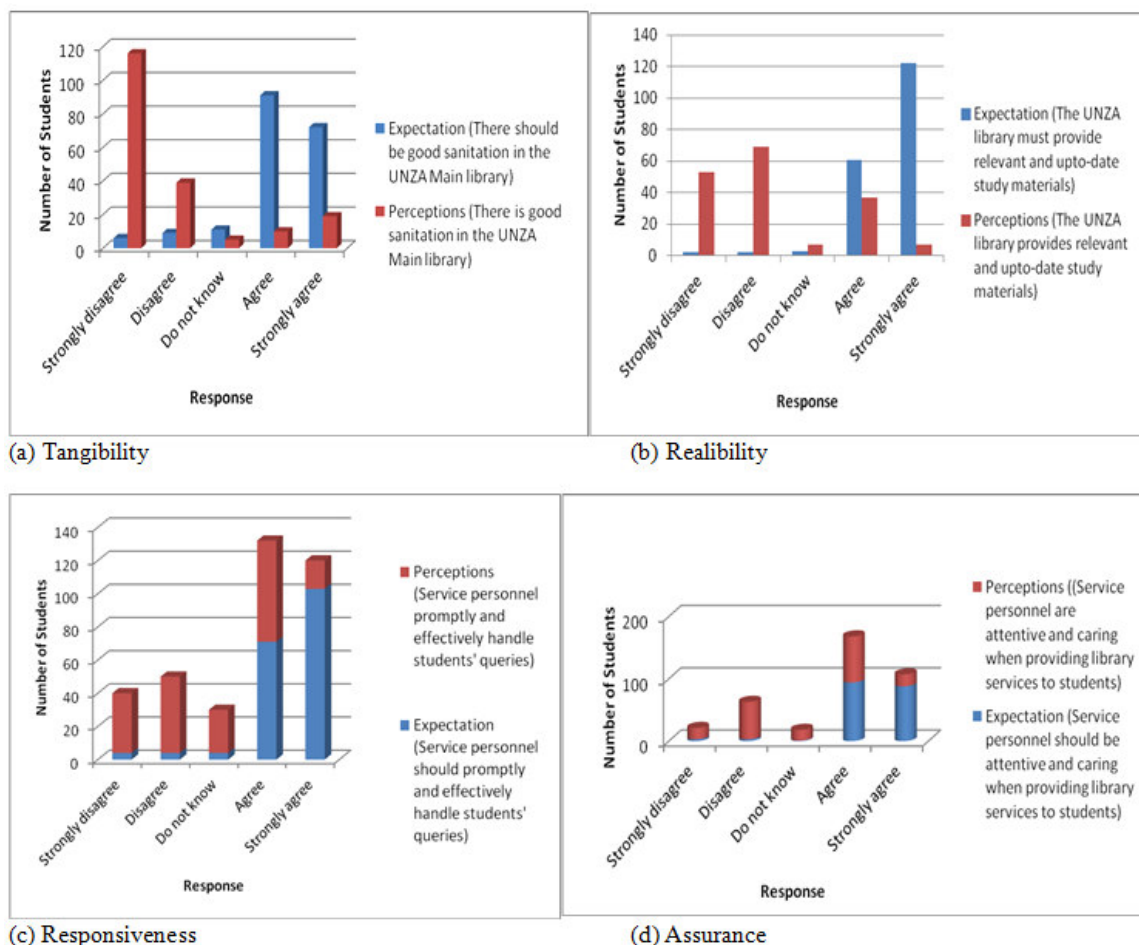 120
100
80
60
40
20
0
Number of Students
Strongly disagree
Disagree
Do not know
Agree
Strongly agree
Response
Expectation (There should
be good sanitation in the
UNZA Main library)
Perceptions (There is good
sanitation in the UNZA
Main library)
(a) Tangibility
140
120
100
80
60
40
20
0
Number of Students
Strongly disagree
Disagree
Do not know
Agree
Strongly agree
Response
Expectation (The UNZA
library must provide
relevant and upto-date
study materials)
Perceptions (The UNZA
library provides relevant
and upto-date study
materials)
(b) Realibility
140
120
100
80
60
40
20
0
Number of Students
Strongly disagree
Disagree
Do not know
Agree
Strongly agree
Response
Perceptions
(Service personnel
promptly and
effectively handle
students' queries)
Expectation
(Service personnel
should promptly
and effectively
handle students'
queries)
(c) Responsiveness
200
100
0
Number of Students
Strongly disagree
Disagree
Do not know
Agree
Strongly agree
Response
Perceptions ((Service
personnel are
attentive and caring
when providing library
services to students)
Expectation (Service
personnel should be
attentive and caring
when providing library
services to students)
(d) Assurance